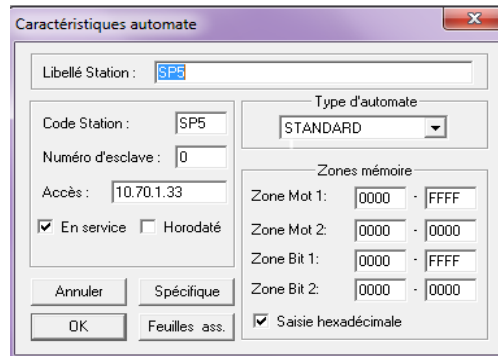 Caractéristiques automate
Libellé Station : SP5
Code Station : SP5
Numéro d'esclave : 0
Accès : 10.70.1.33
En service Horodaté
Annuler Spécifique
OK Feuilles ass.
Type d'automate
STANDARD
Zones mémoire
Zone Mot 1: 0000 - FFFF
Zone Mot 2: 0000 - 0000
Zone Bit 1: 0000 - FFFF
Zone Bit 2: 0000 - 0000
Saisie hexadécimale